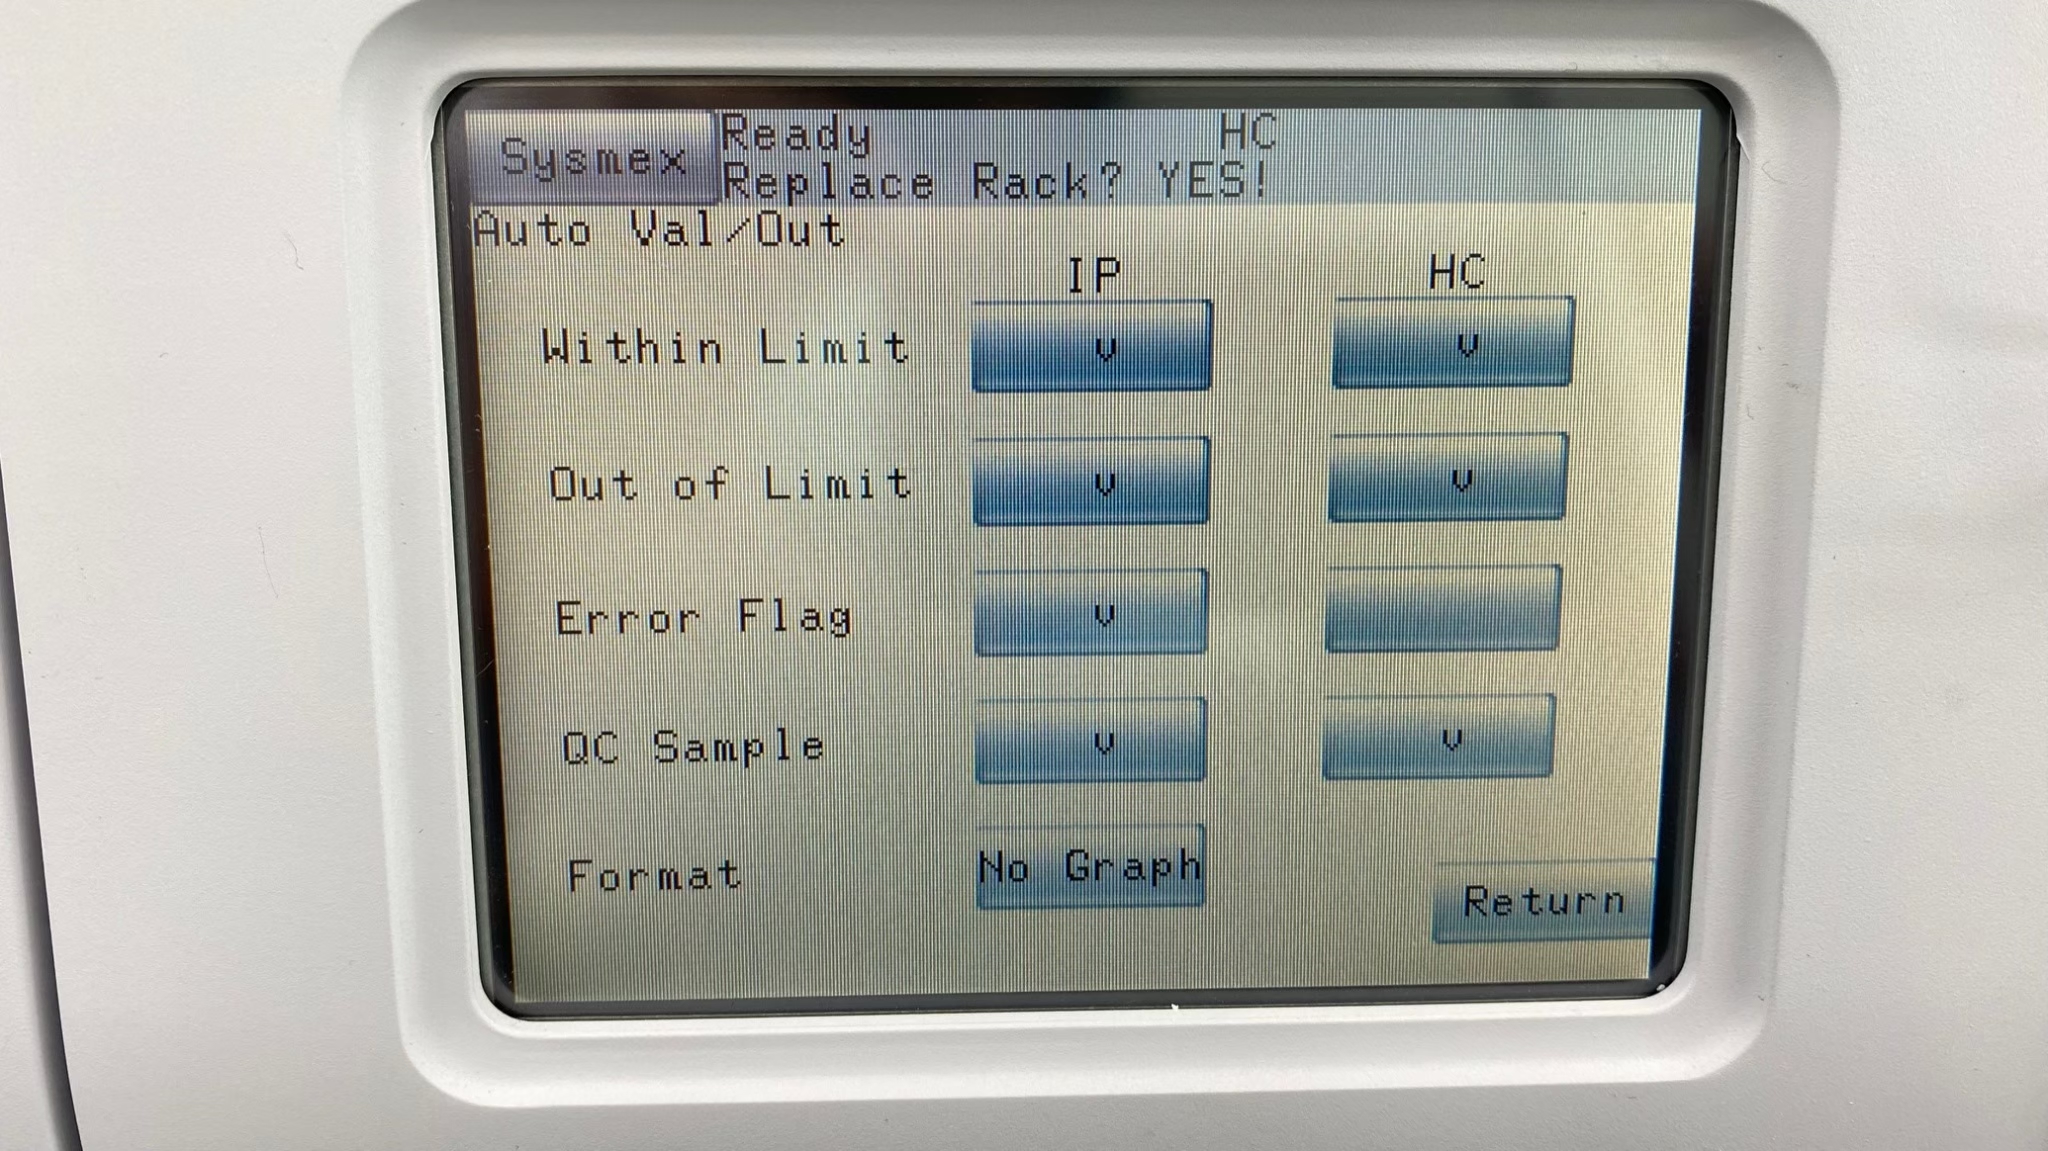 Sysmex Ready HC
Replace Rack? YES!
Auto Val/Out
IP HC
Within Limit v v
Out of Limit v v
Error Flag v
QC Sample v v
Format No Graph
Return